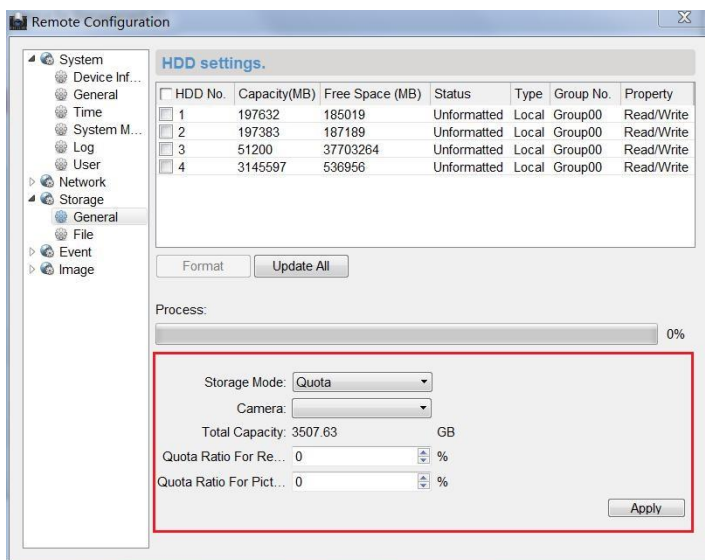 Remote Configuration
System
Device Inf...
General
Time
System M...
Log
User
Network
Storage
General
File
Event
Image
HDD settings.
HDD No. Capacity(MB) Free Space (MB) Status Type Group No. Property
1 197632 185019 Unformatted Local Group00 Read/Write
2 197383 187189 Unformatted Local Group00 Read/Write
3 51200 37703264 Unformatted Local Group00 Read/Write
4 3145597 536956 Unformatted Local Group00 Read/Write
Format Update All
Process:
0%
Storage Mode: Quota
Camera:
Total Capacity: 3507.63 GB
Quota Ratio For Re... 0 %
Quota Ratio For Pict... 0 %
Apply